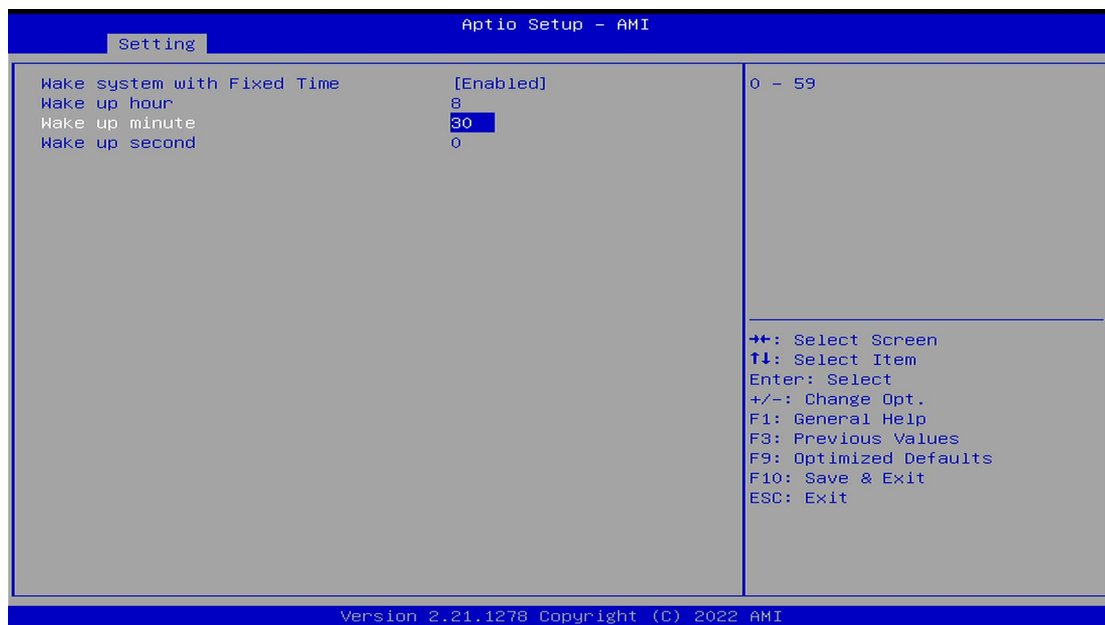 Aptio Setup – AMI
Setting
Wake system with Fixed Time [Enabled]
Wake up hour 8
Wake up minute 30
Wake up second 0
0 – 59
→←: Select Screen
↑↓: Select Item
Enter: Select
+/-: Change Opt.
F1: General Help
F3: Previous Values
F9: Optimized Defaults
F10: Save & Exit
ESC: Exit
Version 2.21.1278 Copyright (C) 2022 AMI